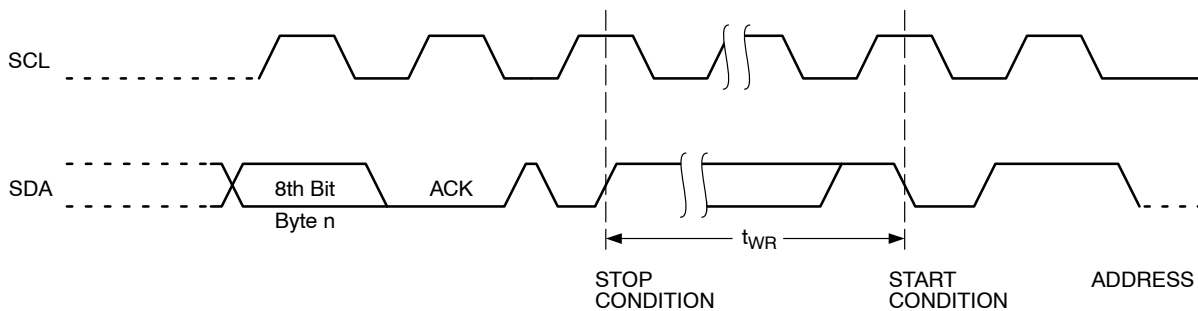 SCL
SDA
8th Bit
Byte n
ACK
tWR
STOP
CONDITION
START
CONDITION
ADDRESS